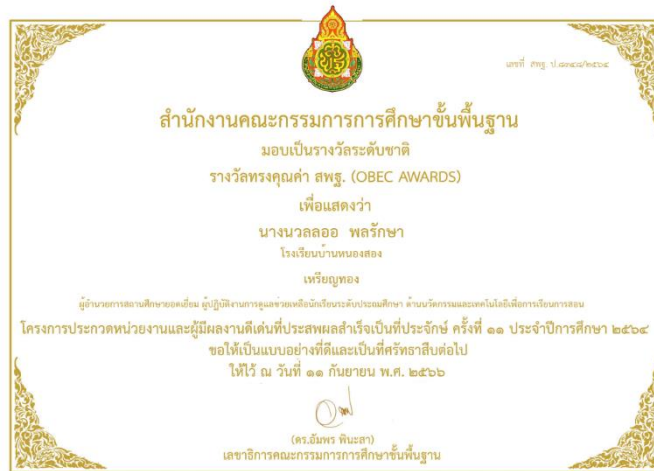 เลขที่ สพฐ. ป.๘๓๔๘/๒๕๖๔
สำนักงานคณะกรรมการการศึกษาขั้นพื้นฐาน
มอบเป็นรางวัลระดับชาติ
รางวัลทรงคุณค่า สพฐ. (OBEC AWARDS)
เพื่อแสดงว่า
นางนวลลออ พลรักษา
โรงเรียนบ้านหนองสอง
เหรียญทอง
ผู้อำนวยการสถานศึกษายอดเยี่ยม ผู้ปฏิบัติงานการดูแลช่วยเหลือนักเรียนระดับประถมศึกษา ด้านนวัตกรรมและเทคโนโลยีเพื่อการเรียนการสอน
โครงการประกวดหน่วยงานและผู้มีผลงานดีเด่นที่ประสพผลสำเร็จเป็นที่ประจักษ์ ครั้งที่ ๑๑ ประจำปีการศึกษา ๒๕๖๔
ขอให้เป็นแบบอย่างที่ดีและเป็นที่ศรัทธาสืบต่อไป
ให้ไว้ ณ วันที่ ๑๑ กันยายน พ.ศ. ๒๕๖๖
(ดร.อัมพร พินะสา)
เลขาธิการคณะกรรมการการศึกษาขั้นพื้นฐาน